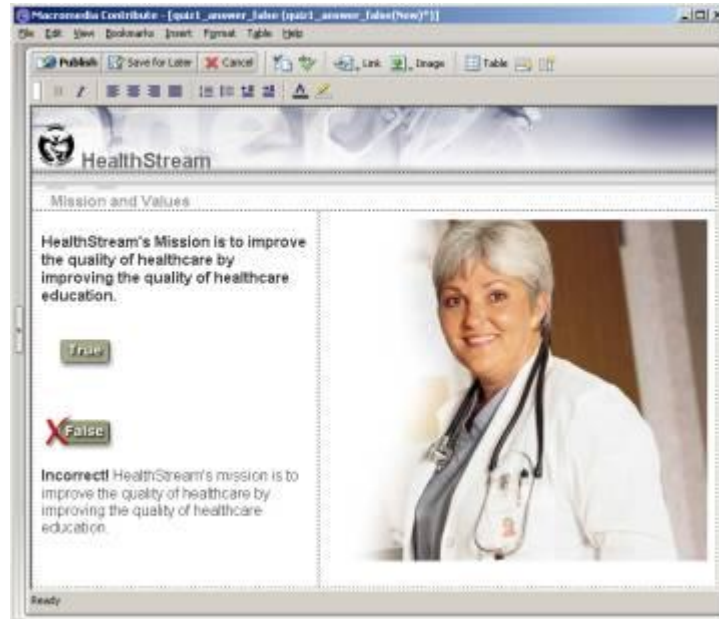 Macromedia Contribute - [quiz1_answer_false (quiz1_answer_false(New)*)]
File Edit View Bookmarks Insert Format Table Help
Publish Save for Later Cancel Link Image Table
HealthStream
Mission and Values
HealthStream's Mission is to improve
the quality of healthcare by
improving the quality of healthcare
education.
True
False
Incorrect! HealthStream's mission is to
improve the quality of healthcare by
improving the quality of healthcare
education.
Ready